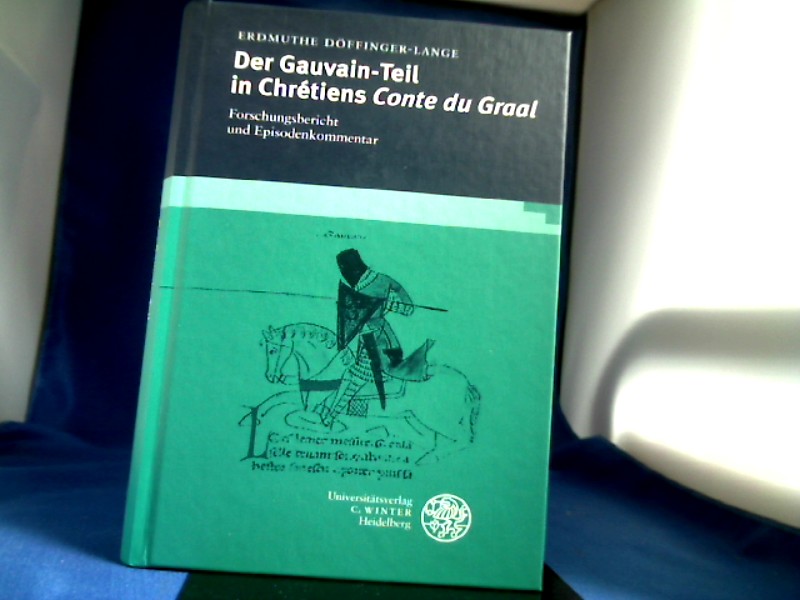 ERDMUTHE DÖFFINGER-LANGE
Der Gauvain-Teil
in Chrétiens Conte du Graal
Forschungsbericht
und Episodenkommentar
Universitätsverlag
C. WINTER
Heidelberg